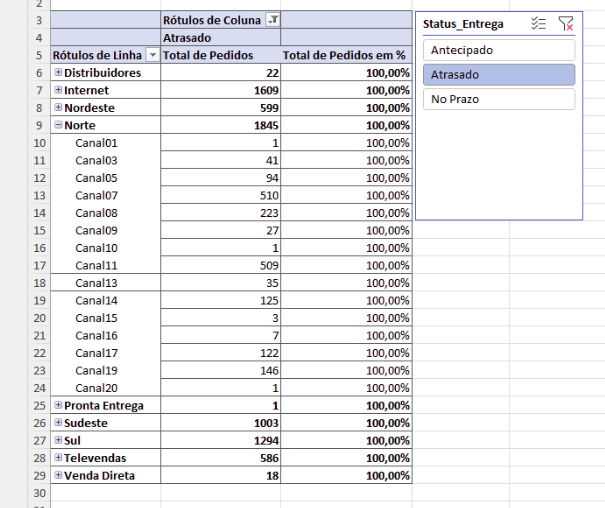 2
3 Rótulos de Coluna
4 Atrasado
5 Rótulos de Linha Total de Pedidos Total de Pedidos em %
6 Distribuidores 22 100,00%
7 Internet 1609 100,00%
8 Nordeste 599 100,00%
9 Norte 1845 100,00%
10 Canal01 1 100,00%
11 Canal03 41 100,00%
12 Canal05 94 100,00%
13 Canal07 510 100,00%
14 Canal08 223 100,00%
15 Canal09 27 100,00%
16 Canal10 1 100,00%
17 Canal11 509 100,00%
18 Canal13 35 100,00%
19 Canal14 125 100,00%
20 Canal15 3 100,00%
21 Canal16 7 100,00%
22 Canal17 122 100,00%
23 Canal19 146 100,00%
24 Canal20 1 100,00%
25 Pronta Entrega 1 100,00%
26 Sudeste 1003 100,00%
27 Sul 1294 100,00%
28 Televendas 586 100,00%
29 Venda Direta 18 100,00%
30
Status_Entrega
Antecipado
Atrasado
No Prazo